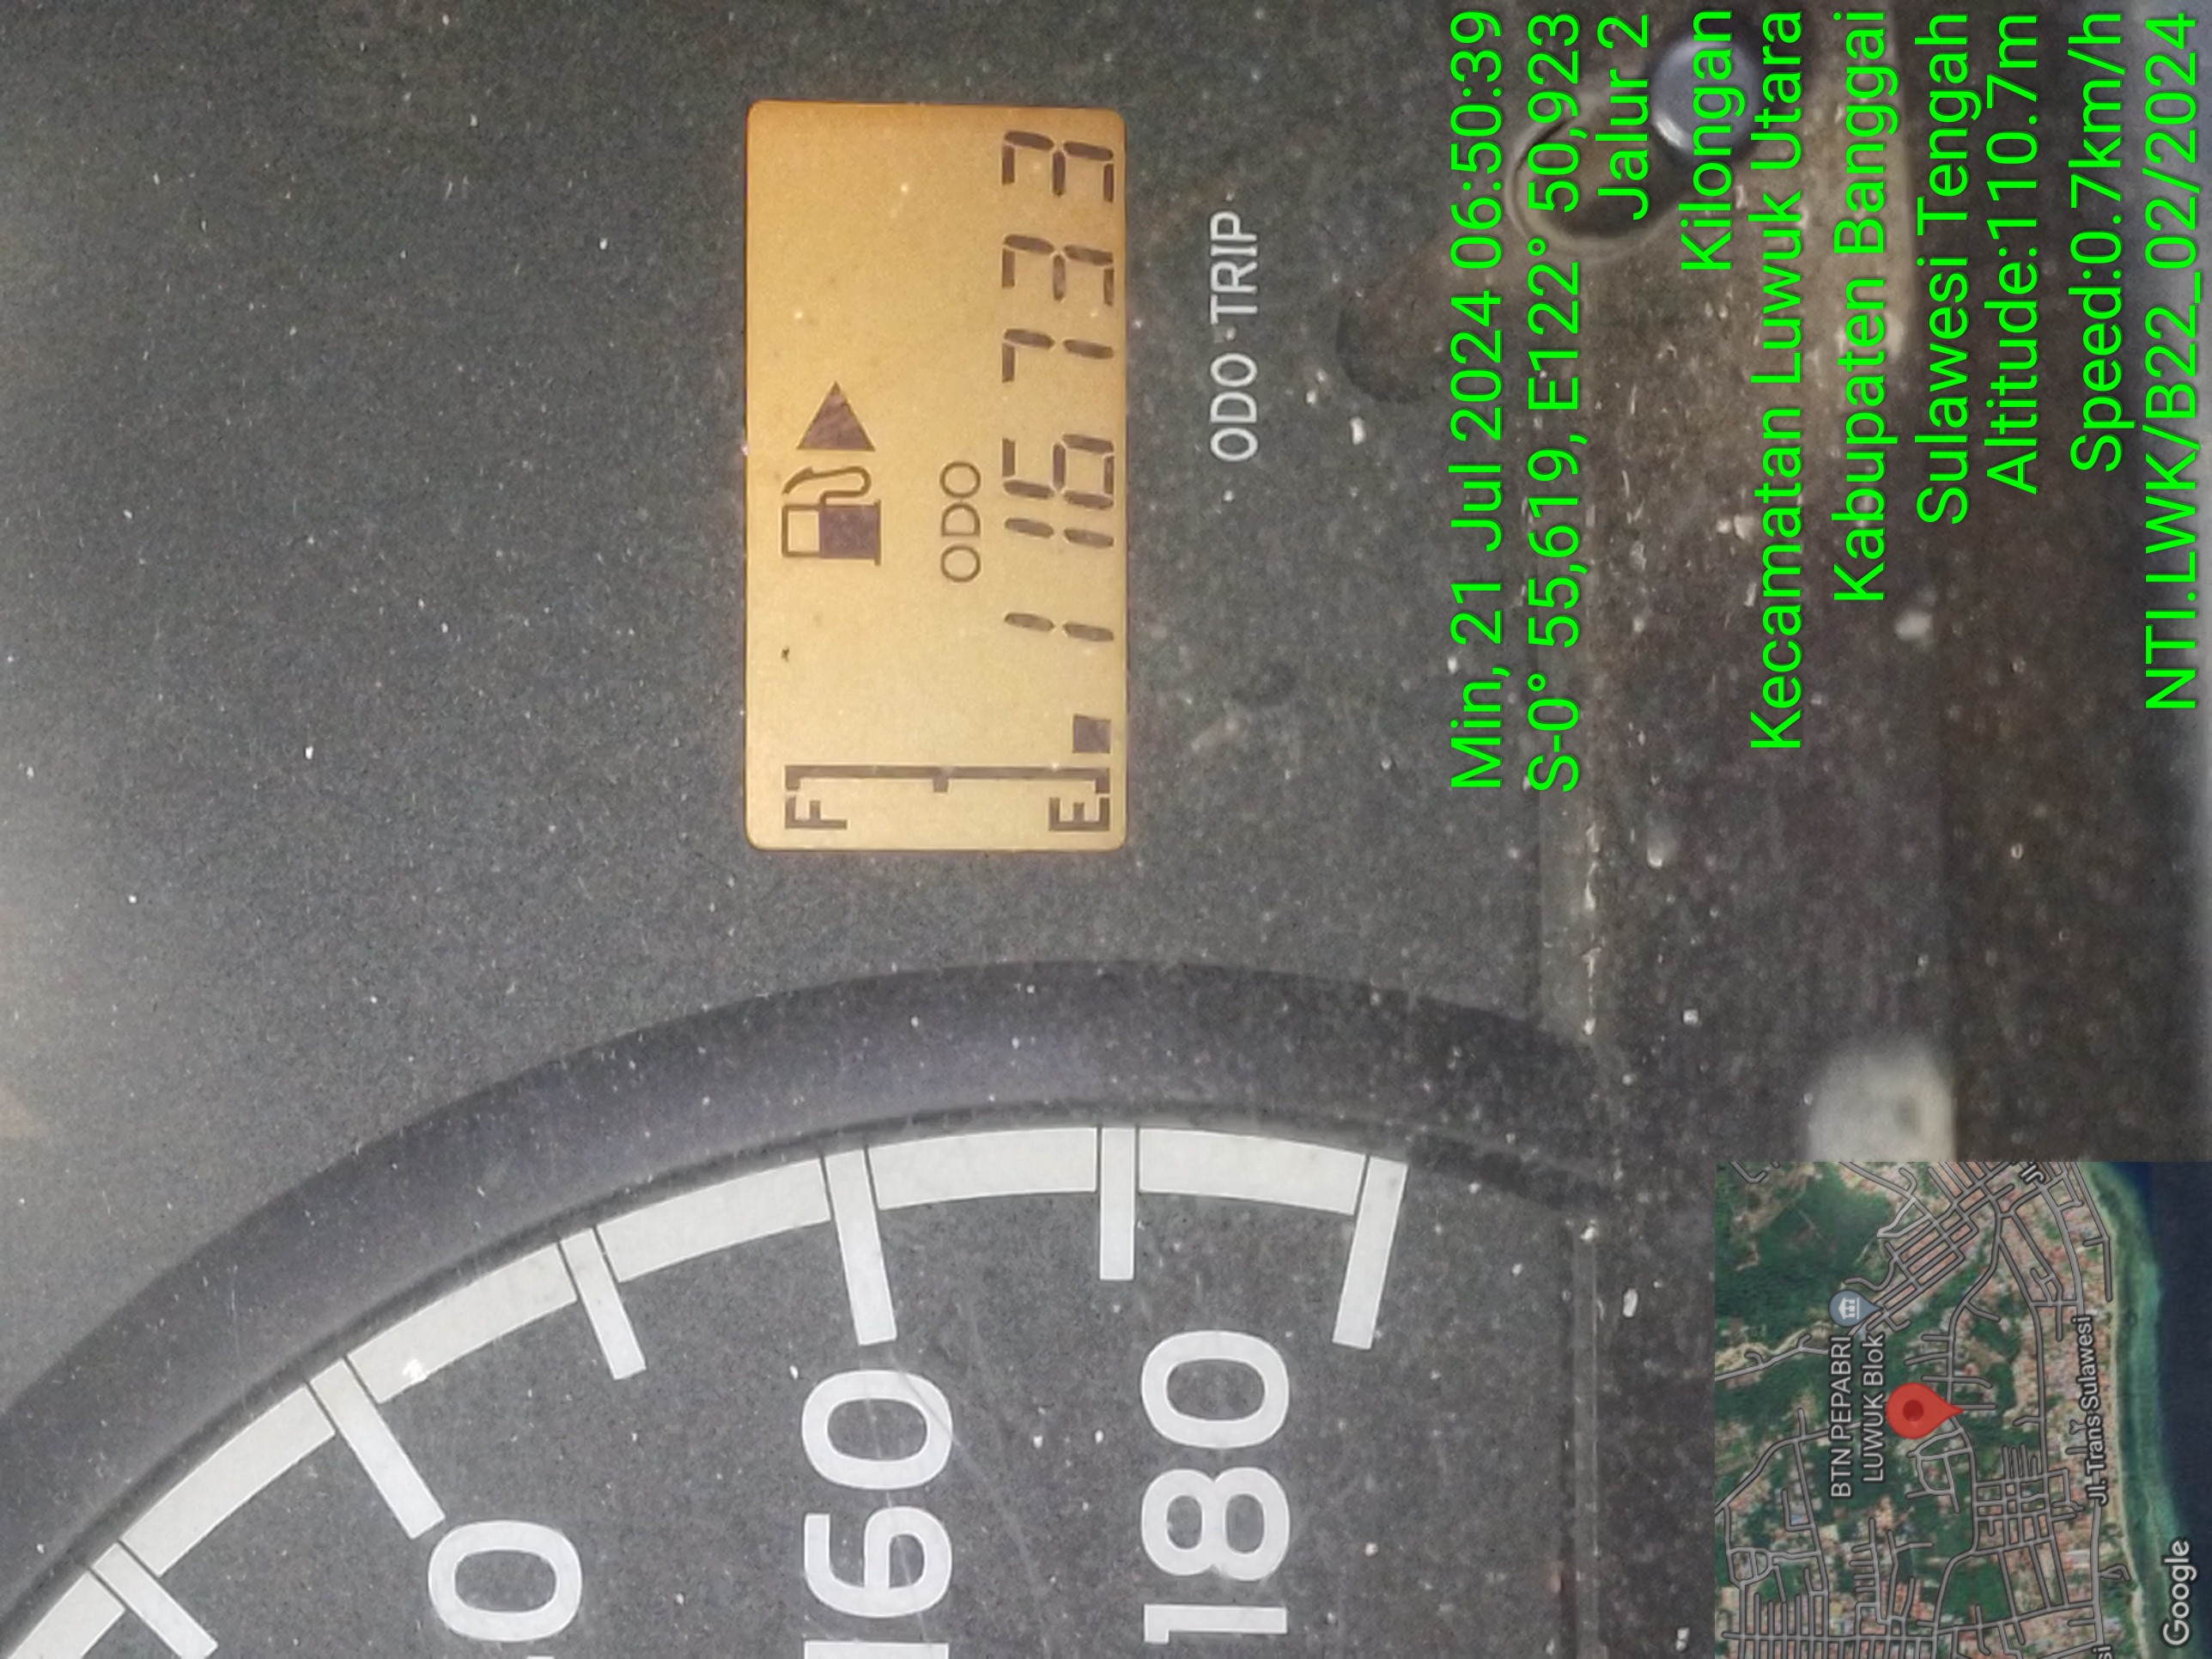 F
E
ODO
116733
ODO · TRIP
160
180
Min, 21 Jul 2024 06:50:39
S-0° 55,619, E122° 50,923
Jalur 2
Kilongan
Kecamatan Luwuk Utara
Kabupaten Banggai
Sulawesi Tengah
Altitude:110.7m
Speed:0.7km/h
NTI.LWK/B22_02/2024
BTN PEPABRI
LUWUK Blok
Jl. Trans Sulawesi
Google